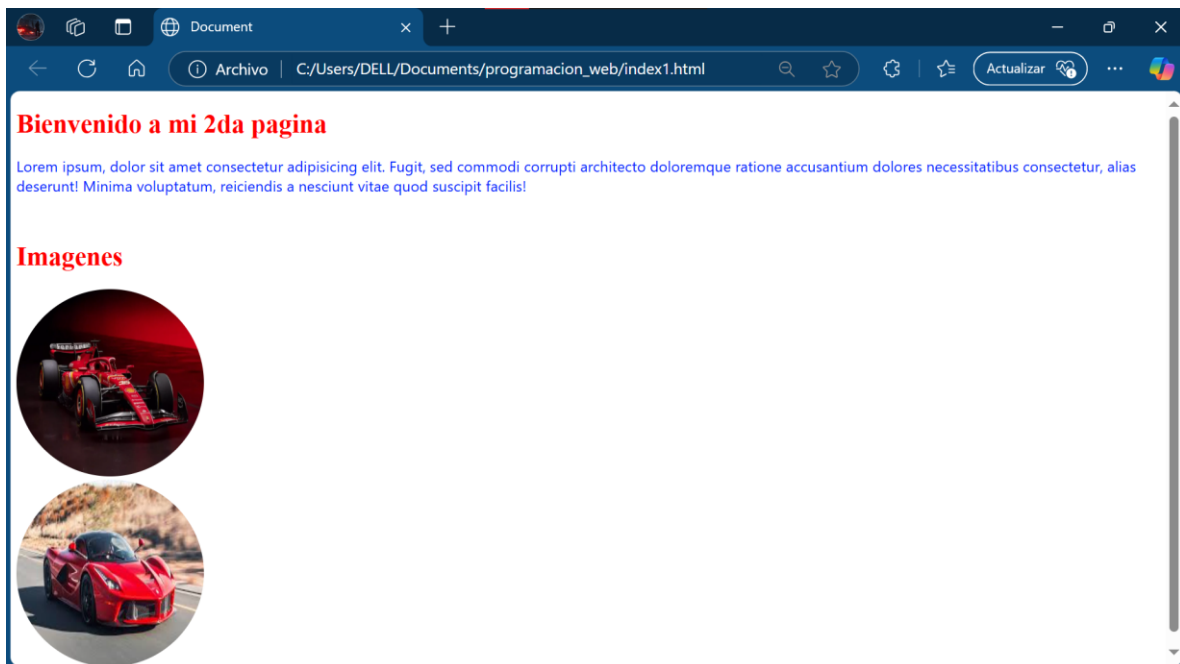 Document
Archivo | C:/Users/DELL/Documents/programacion_web/index1.html
Actualizar
Bienvenido a mi 2da pagina
Lorem ipsum, dolor sit amet consectetur adipisicing elit. Fugit, sed commodi corrupti architecto doloremque ratione accusantium dolores necessitatibus consectetur, alias
deserunt! Minima voluptatum, reiciendis a nesciunt vitae quod suscipit facilis!
Imagenes